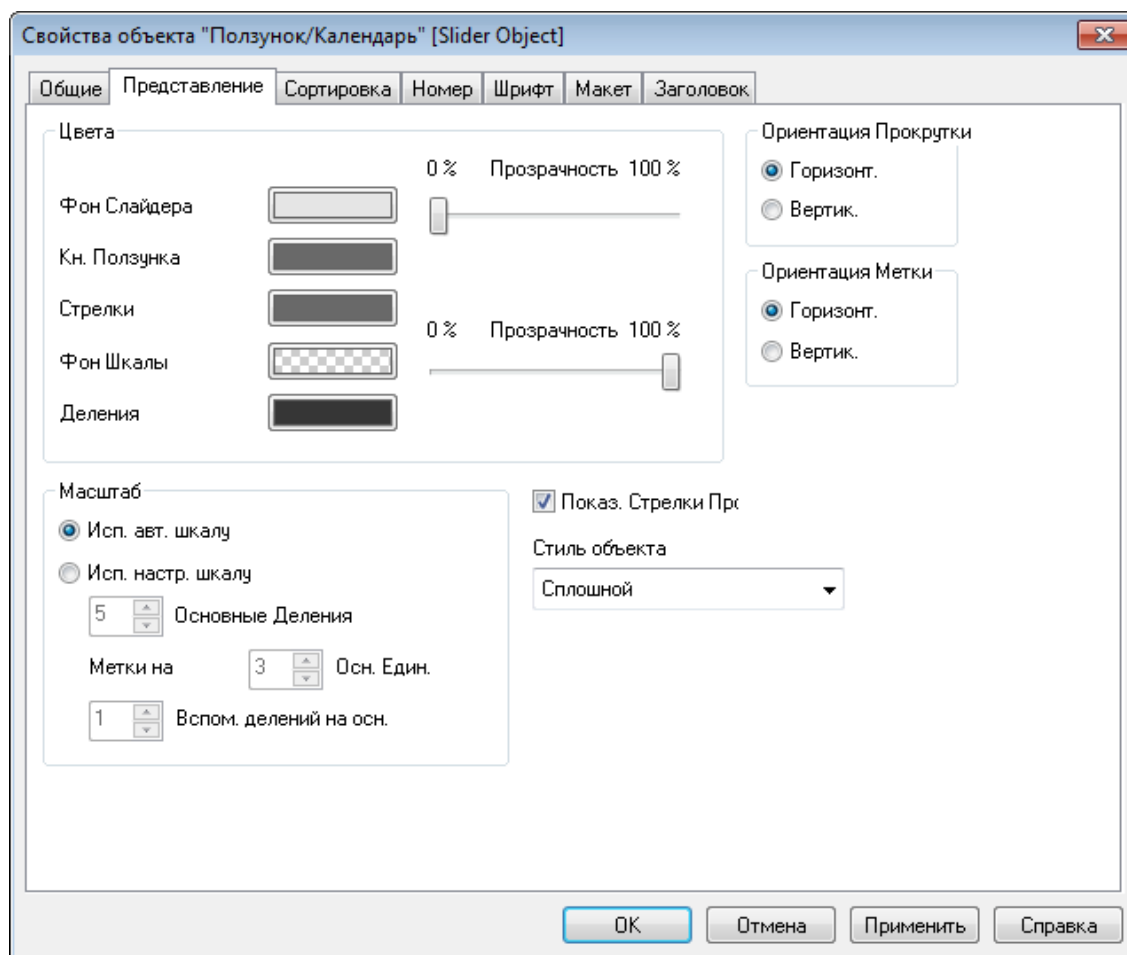 Свойства объекта "Ползунок/Календарь" [Slider Object]
Общие Представление Сортировка Номер Шрифт Макет Заголовок
Цвета
0 % Прозрачность 100 %
Фон Слайдера
Кн. Ползунка
Стрелки
0 % Прозрачность 100 %
Фон Шкалы
Деления
Ориентация Прокрутки
Горизонт.
Вертик.
Ориентация Метки
Горизонт.
Вертик.
Масштаб
Исп. авт. шкалу
Исп. настр. шкалу
5 Основные Деления
Метки на 3 Осн. Един.
1 Вспом. делений на осн.
Показ. Стрелки Про
Стиль объекта
Сплошной
OK Отмена Применить Справка